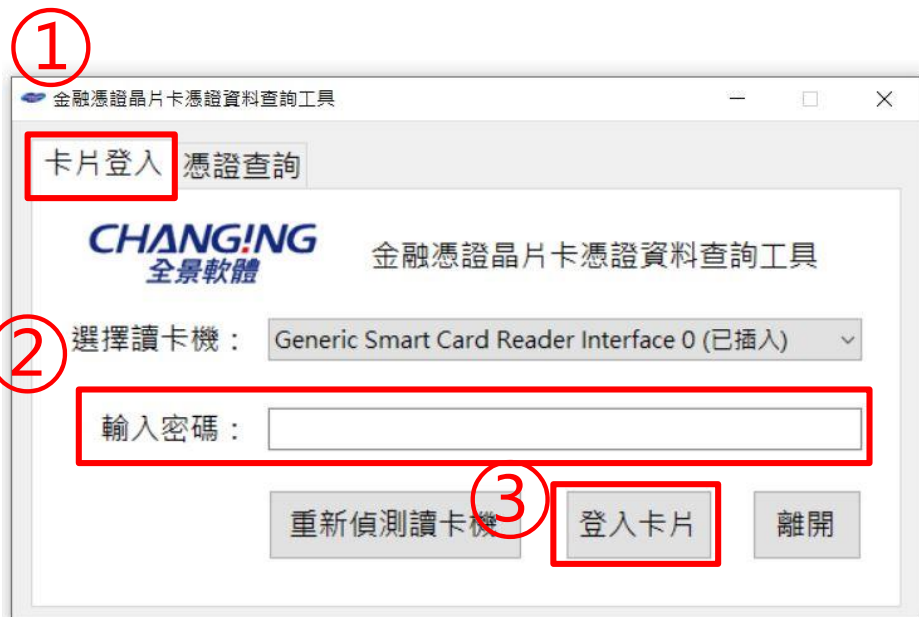 ①
金融憑證晶片卡憑證資料查詢工具
卡片登入 憑證查詢
CHANG!NG
全景軟體
金融憑證晶片卡憑證資料查詢工具
②
選擇讀卡機： Generic Smart Card Reader Interface 0 (已插入)
輸入密碼：
③
重新偵測讀卡機 登入卡片 離開